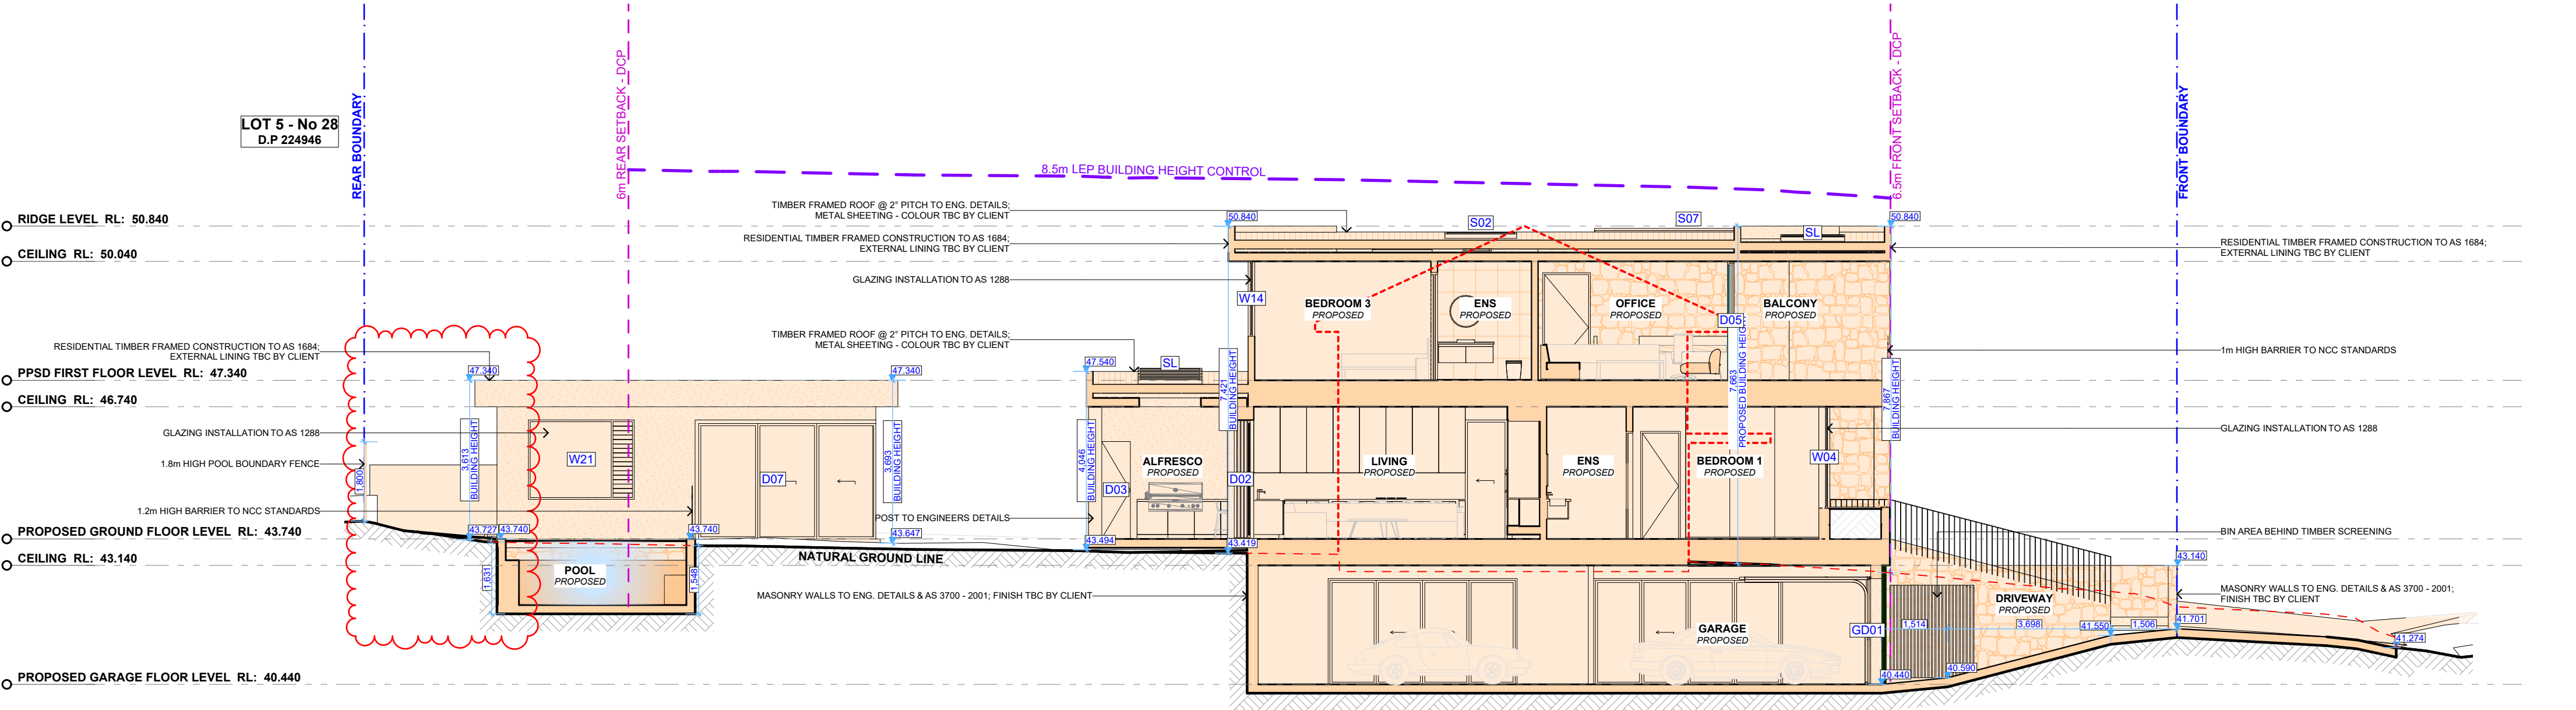 LOT 5 - No 28
D.P 224946
REAR BOUNDARY
6m REAR SETBACK - DCP
8.5m LEP BUILDING HEIGHT CONTROL
6.5m FRONT SETBACK - DCP
FRONT BOUNDARY
RIDGE LEVEL RL: 50.840
CEILING RL: 50.040
PPSD FIRST FLOOR LEVEL RL: 47.340
CEILING RL: 46.740
PROPOSED GROUND FLOOR LEVEL RL: 43.740
CEILING RL: 43.140
PROPOSED GARAGE FLOOR LEVEL RL: 40.440
RESIDENTIAL TIMBER FRAMED CONSTRUCTION TO AS 1684;
EXTERNAL LINING TBC BY CLIENT
GLAZING INSTALLATION TO AS 1288
1.8m HIGH POOL BOUNDARY FENCE
1.2m HIGH BARRIER TO NCC STANDARDS
1,800
47.340
3,613
BUILDING HEIGHT
43.727
43.740
W21
D07
43.740
47.340
3,693
BUILDING HEIGHT
43.647
1,631
POOL
PROPOSED
1,548
NATURAL GROUND LINE
TIMBER FRAMED ROOF @ 2° PITCH TO ENG. DETAILS;
METAL SHEETING - COLOUR TBC BY CLIENT
RESIDENTIAL TIMBER FRAMED CONSTRUCTION TO AS 1684;
EXTERNAL LINING TBC BY CLIENT
GLAZING INSTALLATION TO AS 1288
TIMBER FRAMED ROOF @ 2° PITCH TO ENG. DETAILS;
METAL SHEETING - COLOUR TBC BY CLIENT
POST TO ENGINEERS DETAILS
MASONRY WALLS TO ENG. DETAILS & AS 3700 - 2001; FINISH TBC BY CLIENT
47.540
SL
4,046
BUILDING HEIGHT
43.494
D03
ALFRESCO
PROPOSED
D02
43.419
50.840
7,421
BUILDING HEIGHT
W14
S02
S07
SL
50.840
BEDROOM 3
PROPOSED
ENS
PROPOSED
OFFICE
PROPOSED
D05
BALCONY
PROPOSED
7,663
PROPOSED BUILDING HEIGHT
7,867
BUILDING HEIGHT
LIVING
PROPOSED
ENS
PROPOSED
BEDROOM 1
PROPOSED
W04
GARAGE
PROPOSED
GD01
40.440
1,514
3,698
1,506
40.590
41.550
41.701
41.274
43.140
DRIVEWAY
PROPOSED
RESIDENTIAL TIMBER FRAMED CONSTRUCTION TO AS 1684;
EXTERNAL LINING TBC BY CLIENT
1m HIGH BARRIER TO NCC STANDARDS
GLAZING INSTALLATION TO AS 1288
BIN AREA BEHIND TIMBER SCREENING
MASONRY WALLS TO ENG. DETAILS & AS 3700 - 2001;
FINISH TBC BY CLIENT